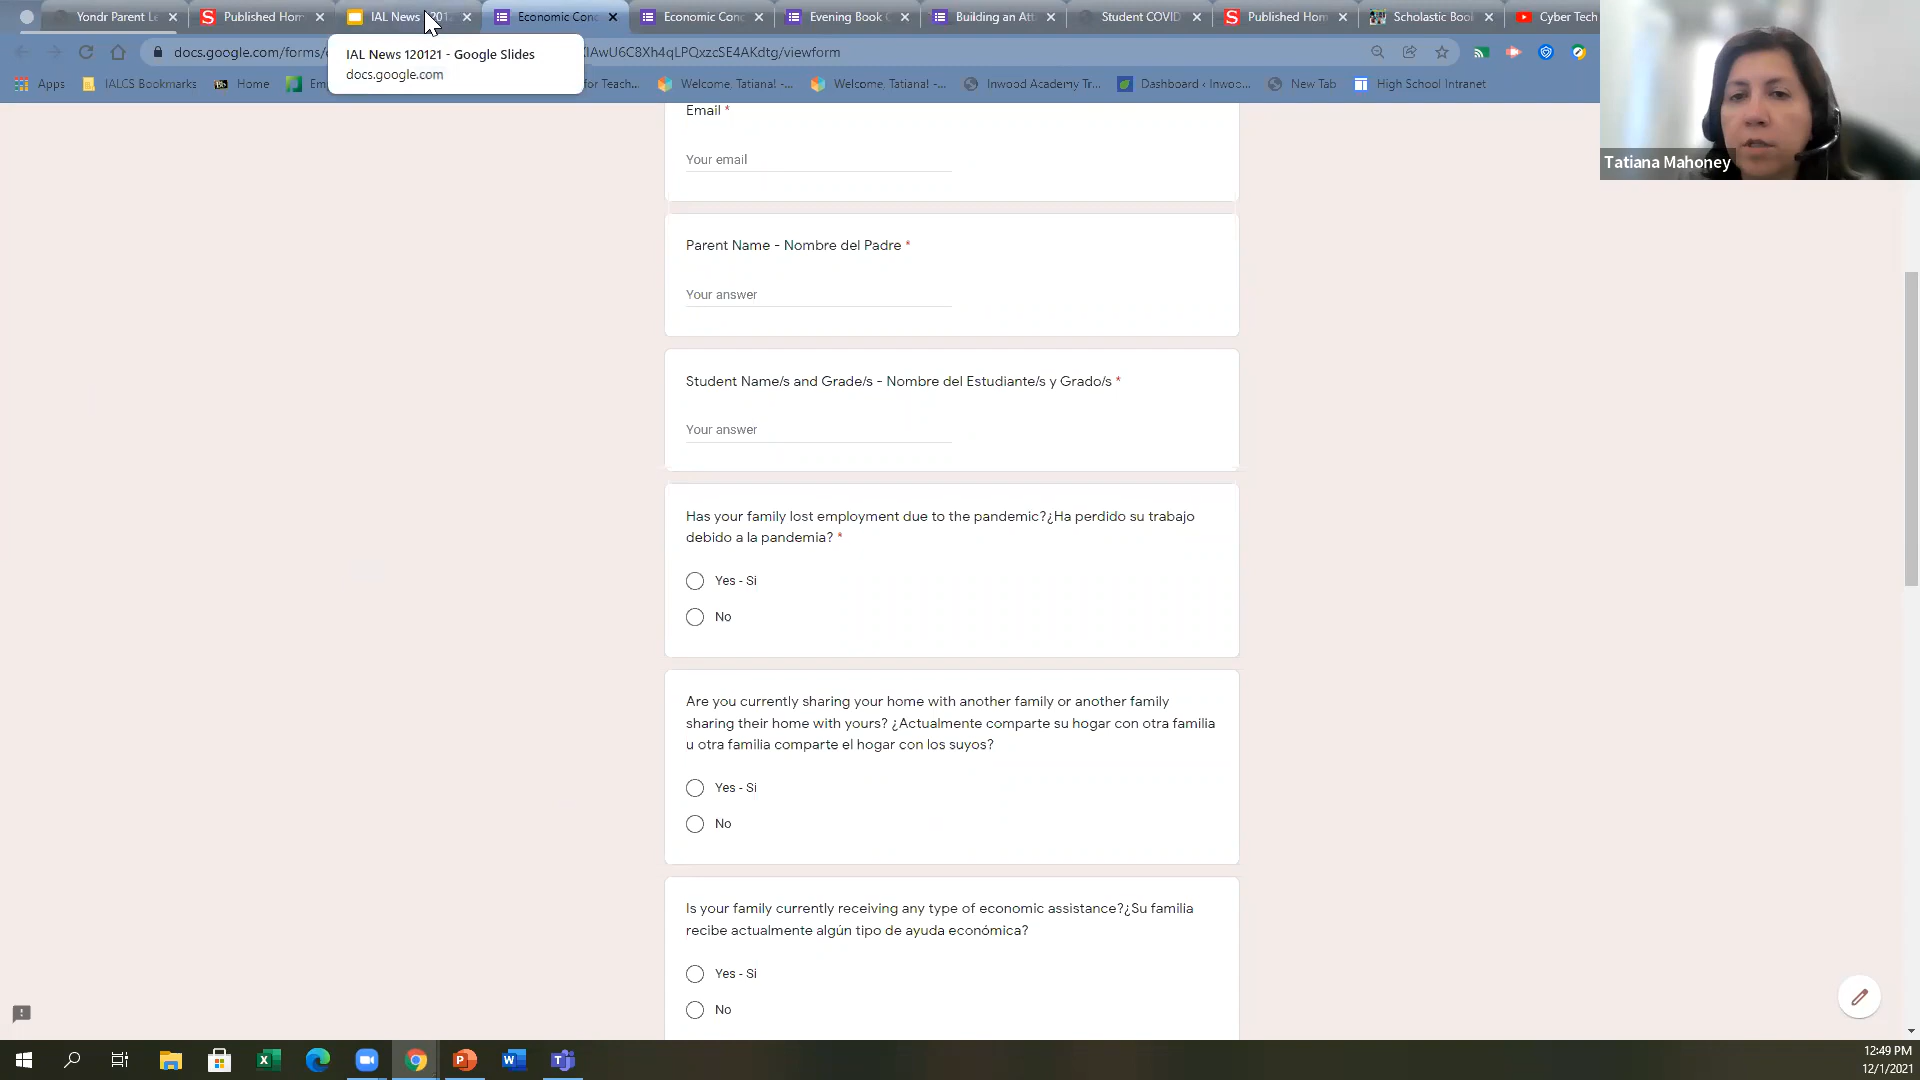 Yondr Parent Le
Published Hom
IAL News 1201
Economic Conc
Economic Conc
Evening Book C
Building an Att
Student COVID
Published Hom
Scholastic Bool
Cyber Tech
docs.google.com/forms/
AwU6C8Xh4qLPQxzcSE4AKdtg/viewform
IAL News 120121 - Google Slides
docs.google.com
Apps
IALCS Bookmarks
Home
for Teach...
Welcome, Tatiana! -...
Welcome, Tatiana! -...
Inwood Academy Tr...
Dashboard ‹ Inwoo...
New Tab
High School Intranet
Tatiana Mahoney
Email *
Your email
Parent Name - Nombre del Padre *
Your answer
Student Name/s and Grade/s - Nombre del Estudiante/s y Grado/s *
Your answer
Has your family lost employment due to the pandemic?¿Ha perdido su trabajo
debido a la pandemia? *
Yes - Si
No
Are you currently sharing your home with another family or another family
sharing their home with yours? ¿Actualmente comparte su hogar con otra familia
u otra familia comparte el hogar con los suyos?
Yes - Si
No
Is your family currently receiving any type of economic assistance?¿Su familia
recibe actualmente algún tipo de ayuda económica?
Yes - Si
No
12:49 PM
12/1/2021